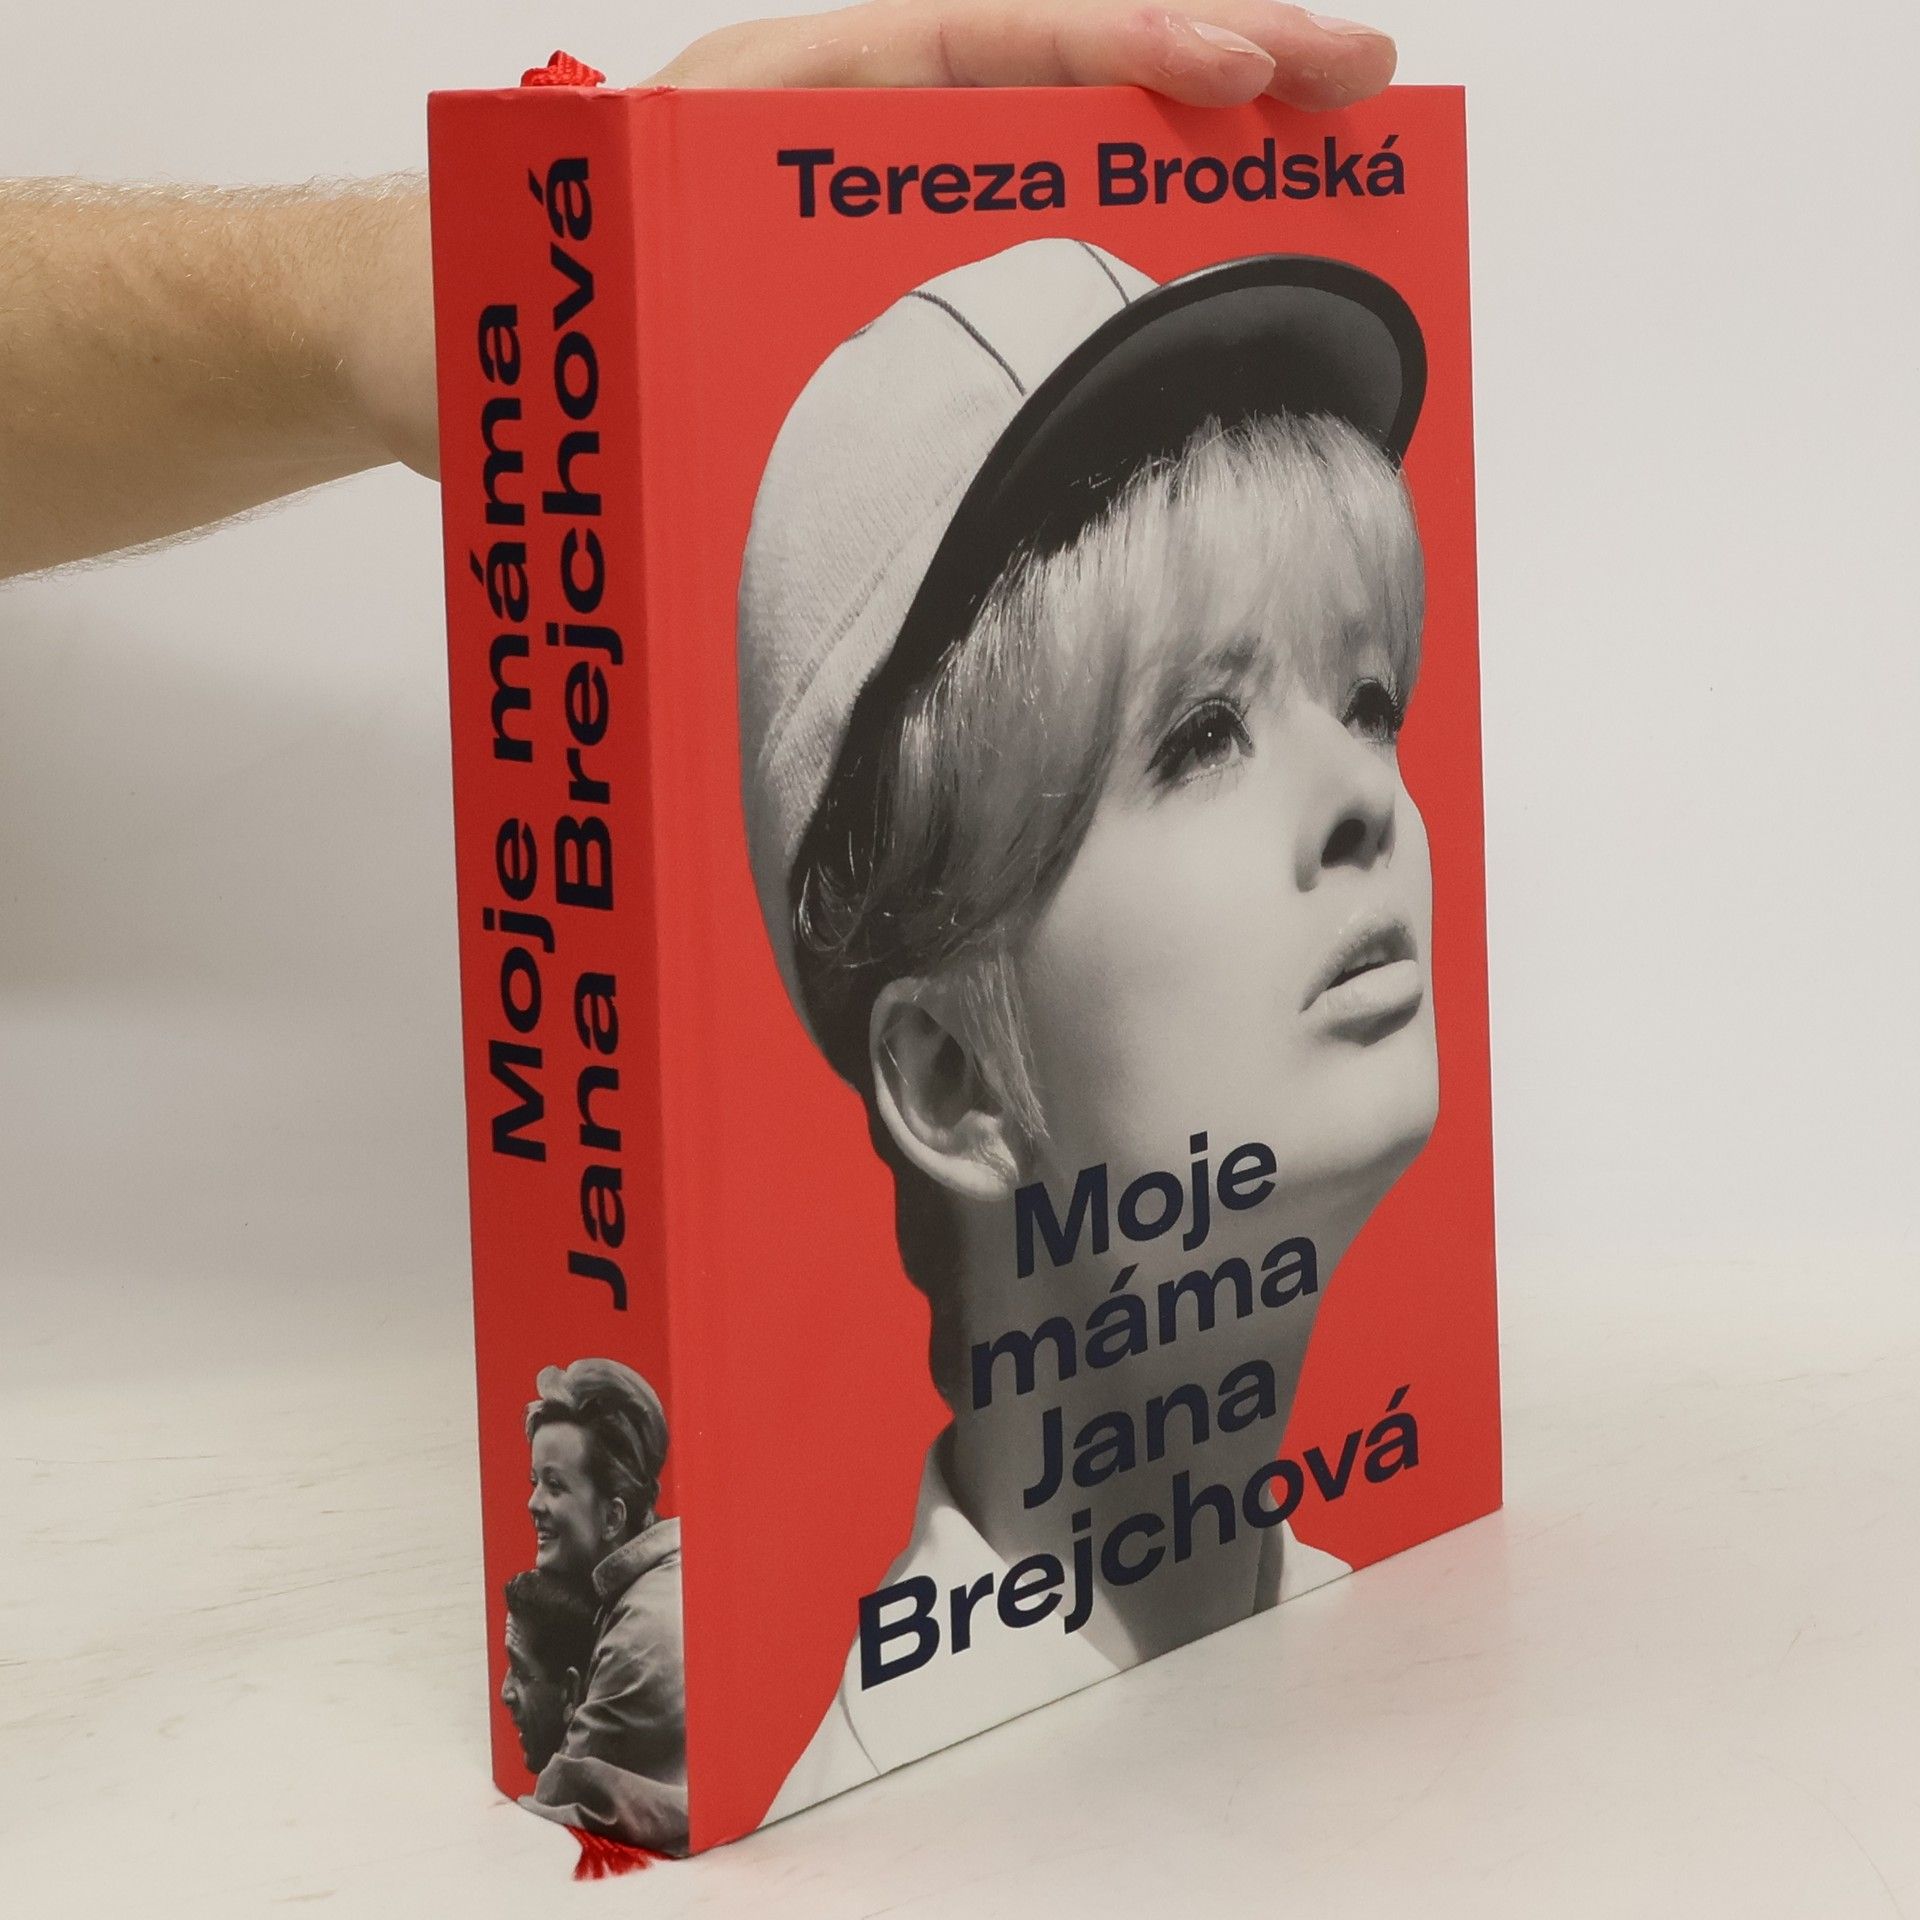 Tereza Brodská
Moje
máma
Jana
Brejchová
Moje máma
Jana Brejchová